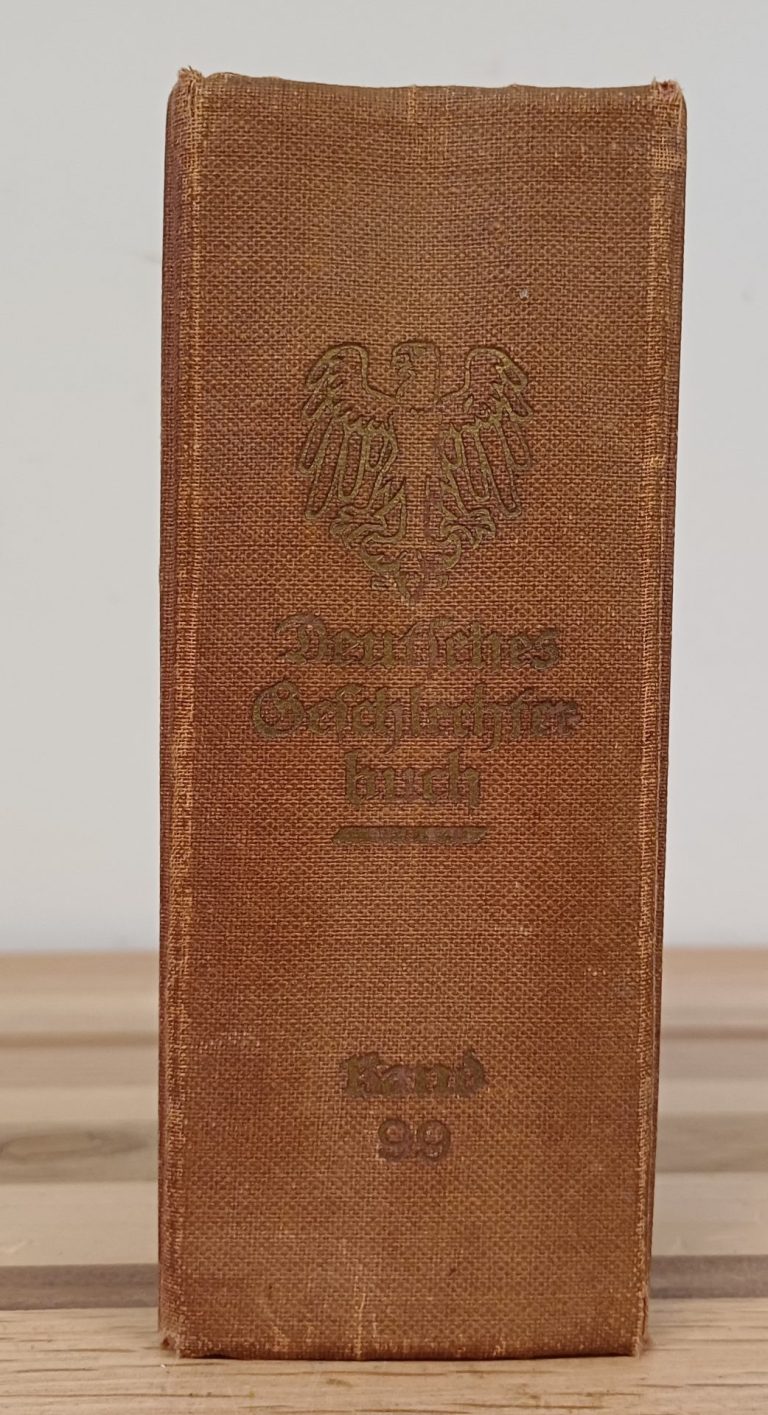 Deutsches
Geschlechter
buch
Band
99